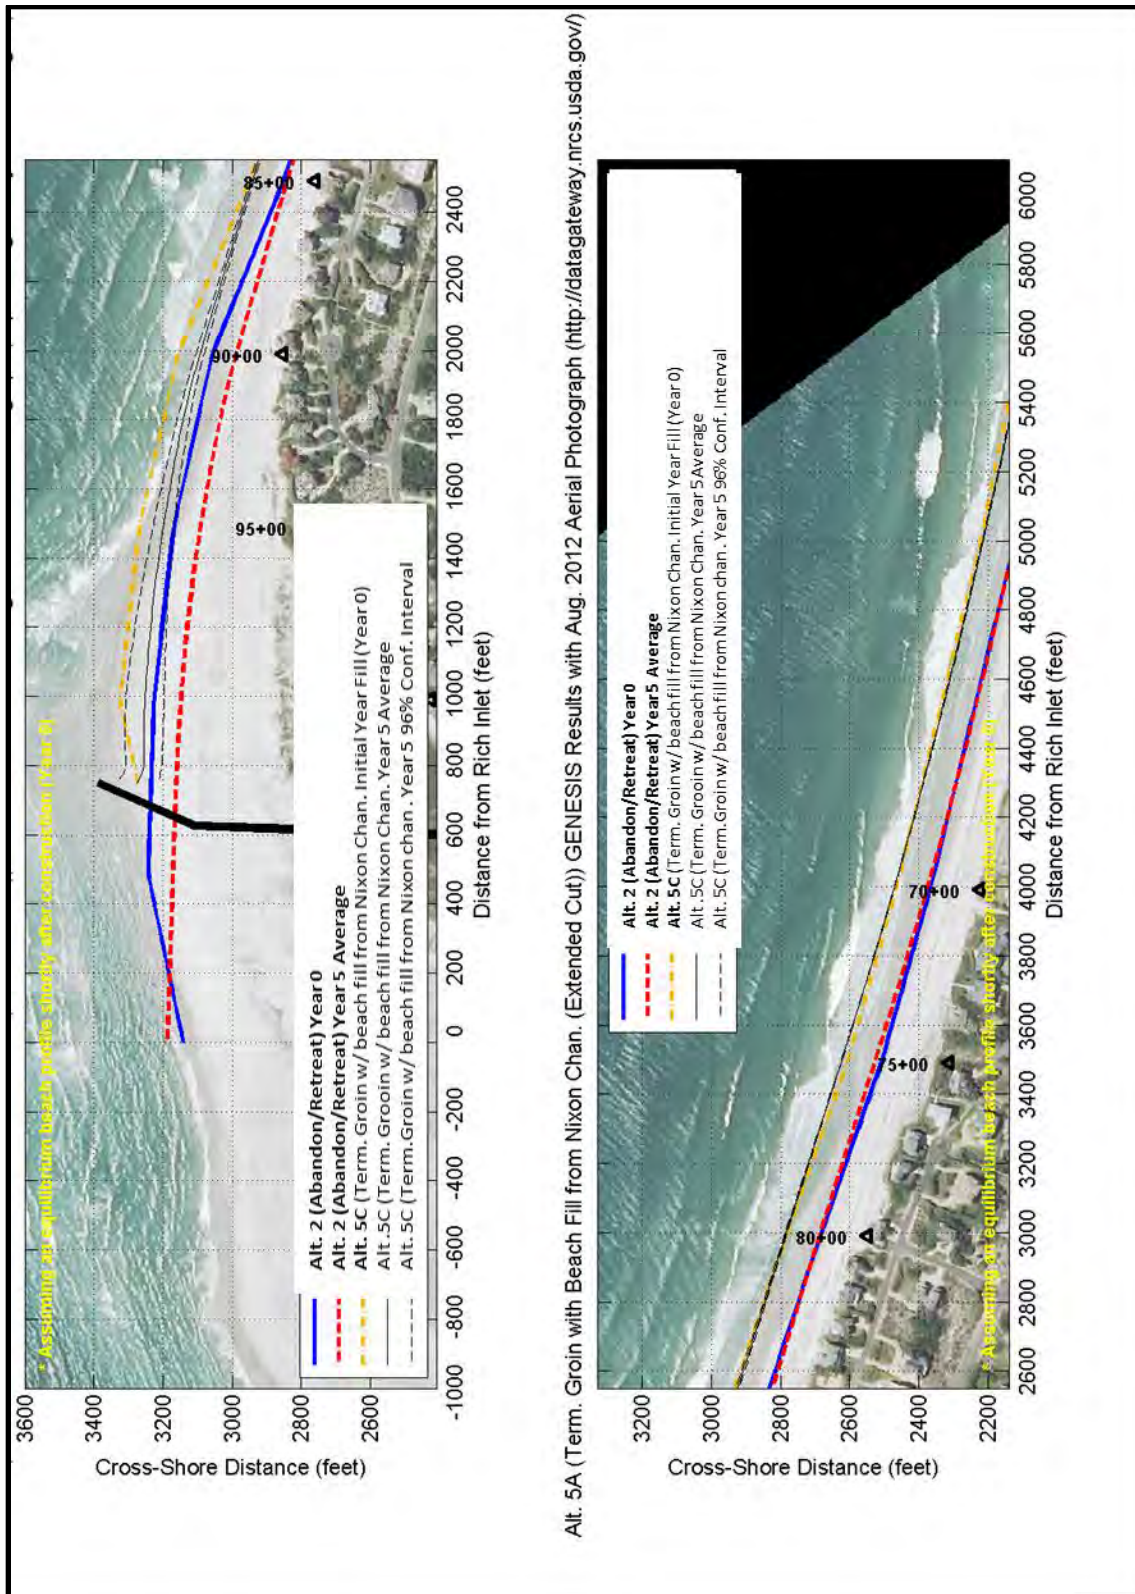 * Assuming an equilibrium beach profile shortly after construction (Year 0)
3600
3400
3200
3000
2800
2600
Cross-Shore Distance (feet)
85+00
90+00
95+00
Alt. 2 (Abandon/Retreat) Year 0
Alt. 2 (Abandon/Retreat) Year 5 Average
Alt. 5C (Term. Groin w/ beach fill from Nixon Chan. Initial Year Fill (Year 0)
Alt. 5C (Term. Grooin w/ beach fill from Nixon Chan. Year 5 Average
Alt. 5C (Term. Groin w/ beach fill from Nixon chan. Year 5 96% Conf. Interval
-1000 -800 -600 -400 -200 0 200 400 600 800 1000 1200 1400 1600 1800 2000 2200 2400
Distance from Rich Inlet (feet)
Alt. 5A (Term. Groin with Beach Fill from Nixon Chan. (Extended Cut)) GENESIS Results with Aug. 2012 Aerial Photograph (http://datagateway.nrcs.usda.gov/)
Alt. 2 (Abandon/Retreat) Year 0
Alt. 2 (Abandon/Retreat) Year 5 Average
Alt. 5C (Term. Groin w/ beach fill from Nixon Chan. Initial Year Fill (Year 0)
Alt. 5C (Term. Grooin w/ beach fill from Nixon Chan. Year 5 Average
Alt. 5C (Term. Groin w/ beach fill from Nixon chan. Year 5 96% Conf. Interval
3200
3000
2800
2600
2400
2200
Cross-Shore Distance (feet)
80+00
75+00
70+00
* Assuming an equilibrium beach profile shortly after construction (Year 0)
2600 2800 3000 3200 3400 3600 3800 4000 4200 4400 4600 4800 5000 5200 5400 5600 5800 6000
Distance from Rich Inlet (feet)